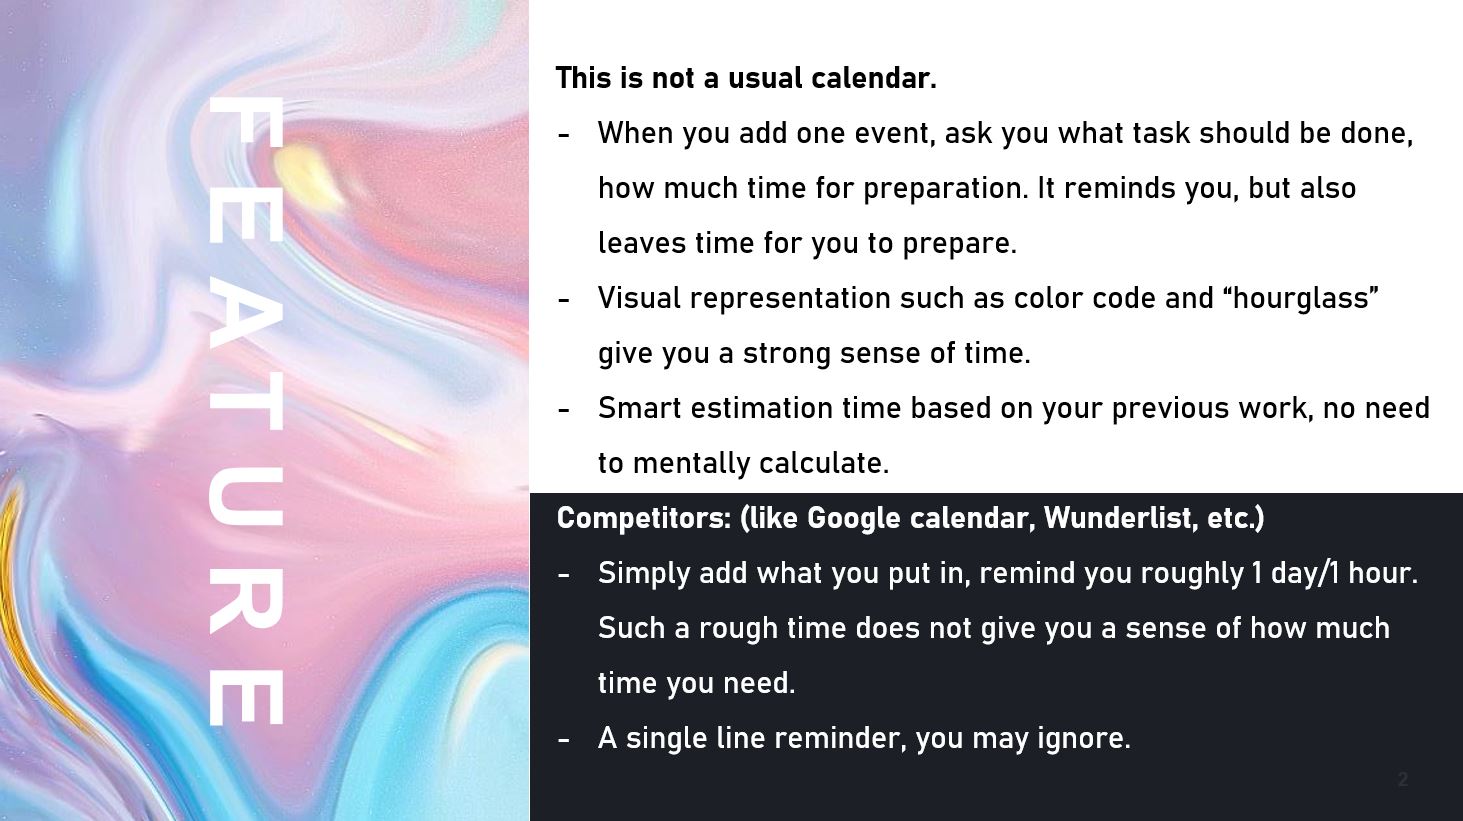 FEATURE
This is not a usual calendar.
- When you add one event, ask you what task should be done,
how much time for preparation. It reminds you, but also
leaves time for you to prepare.
- Visual representation such as color code and “hourglass”
give you a strong sense of time.
- Smart estimation time based on your previous work, no need
to mentally calculate.
Competitors: (like Google calendar, Wunderlist, etc.)
- Simply add what you put in, remind you roughly 1 day/1 hour.
Such a rough time does not give you a sense of how much
time you need.
- A single line reminder, you may ignore.
2